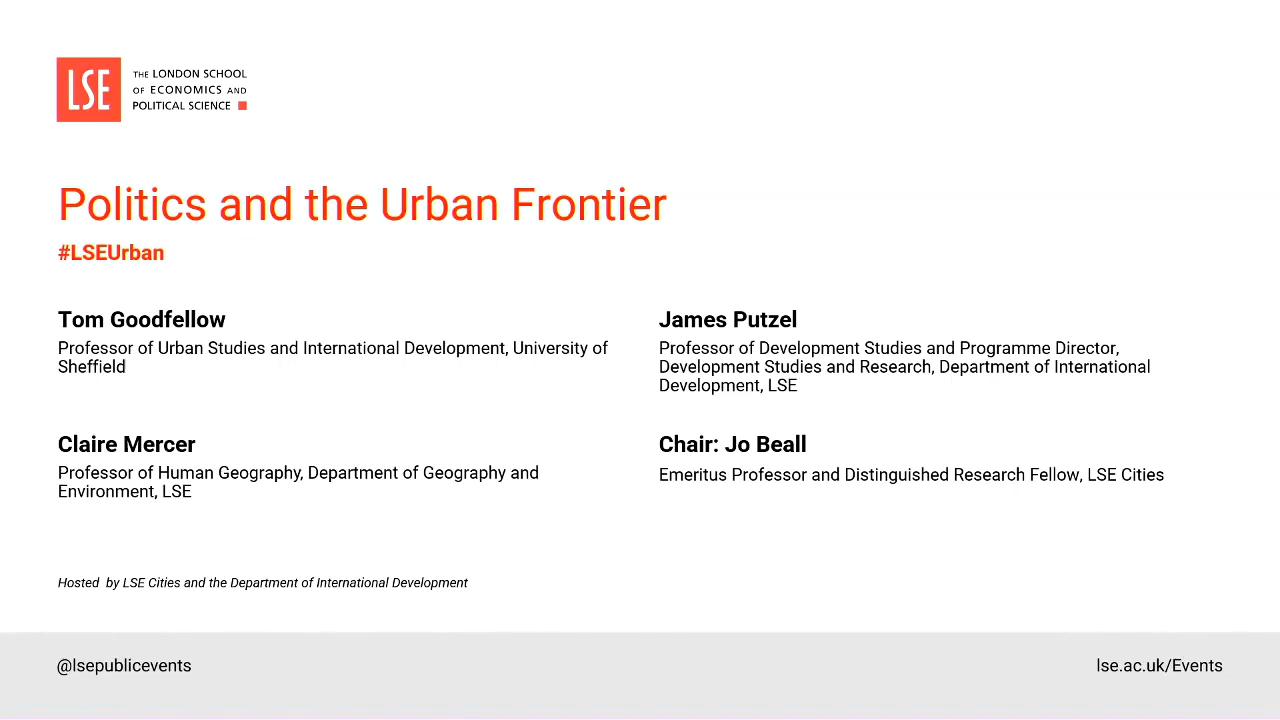 LSE
THE LONDON SCHOOL
OF ECONOMICS AND
POLITICAL SCIENCE
Politics and the Urban Frontier
#LSEUrban
Tom Goodfellow
Professor of Urban Studies and International Development, University of
Sheffield
James Putzel
Professor of Development Studies and Programme Director,
Development Studies and Research, Department of International
Development, LSE
Claire Mercer
Professor of Human Geography, Department of Geography and
Environment, LSE
Chair: Jo Beall
Emeritus Professor and Distinguished Research Fellow, LSE Cities
Hosted by LSE Cities and the Department of International Development
@lsepublicevents
lse.ac.uk/Events